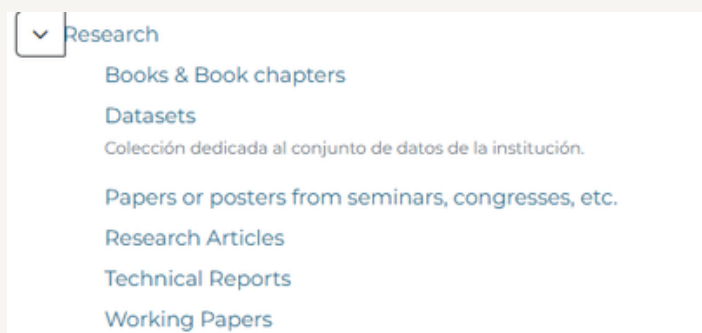 Research
Books & Book chapters
Datasets
Colección dedicada al conjunto de datos de la institución.
Papers or posters from seminars, congresses, etc.
Research Articles
Technical Reports
Working Papers